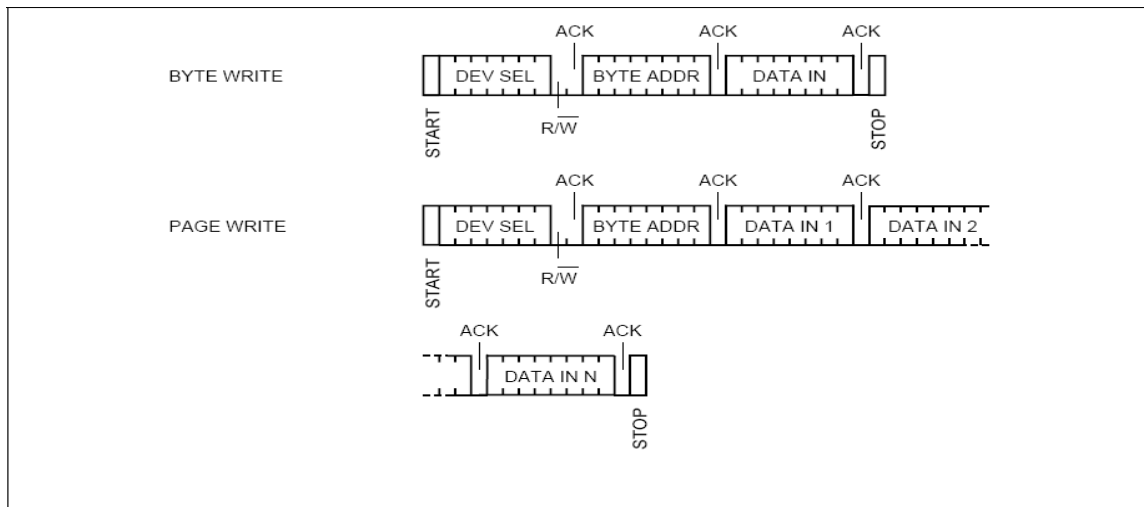 ACK ACK ACK
BYTE WRITE DEV SEL BYTE ADDR DATA IN
START R/W̅ STOP
ACK ACK ACK
PAGE WRITE DEV SEL BYTE ADDR DATA IN 1 DATA IN 2
START R/W̅
ACK ACK
DATA IN N
STOP